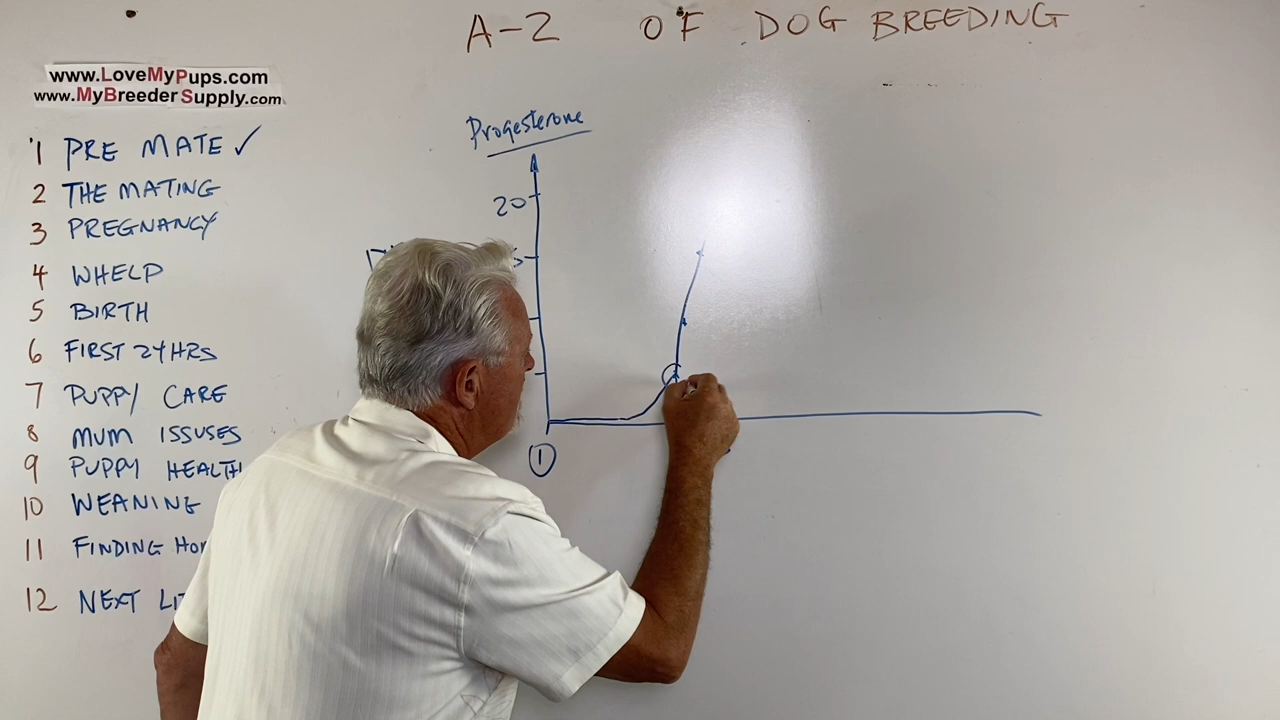 A-Z OF DOG BREEDING
www.LoveMyPups.com
www.MyBreederSupply.com
1 PRE MATE ✓
2 THE MATING
3 PREGNANCY
4 WHELP
5 BIRTH
6 FIRST 24HRS
7 PUPPY CARE
8 MUM ISSUSES
9 PUPPY HEALTH
10 WEANING
11 FINDING
12 NEXT
Progesterone
20
1